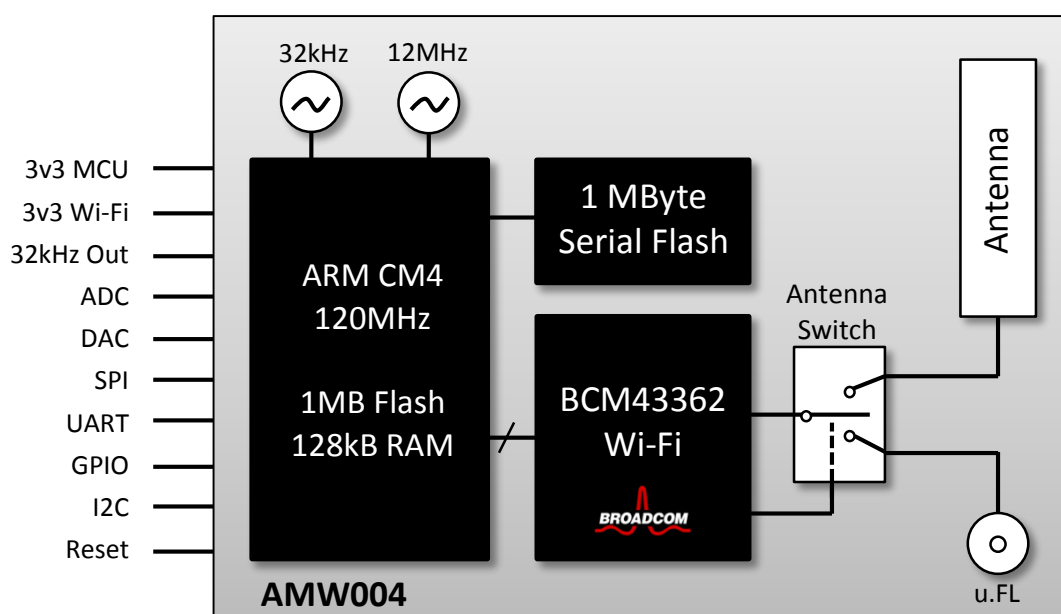 32kHz
12MHz
3v3 MCU
3v3 Wi-Fi
32kHz Out
ADC
DAC
SPI
UART
GPIO
I2C
Reset
ARM CM4
120MHz
1MB Flash
128kB RAM
1 MByte
Serial Flash
BCM43362
Wi-Fi
BROADCOM
Antenna
Switch
Antenna
u.FL
AMW004